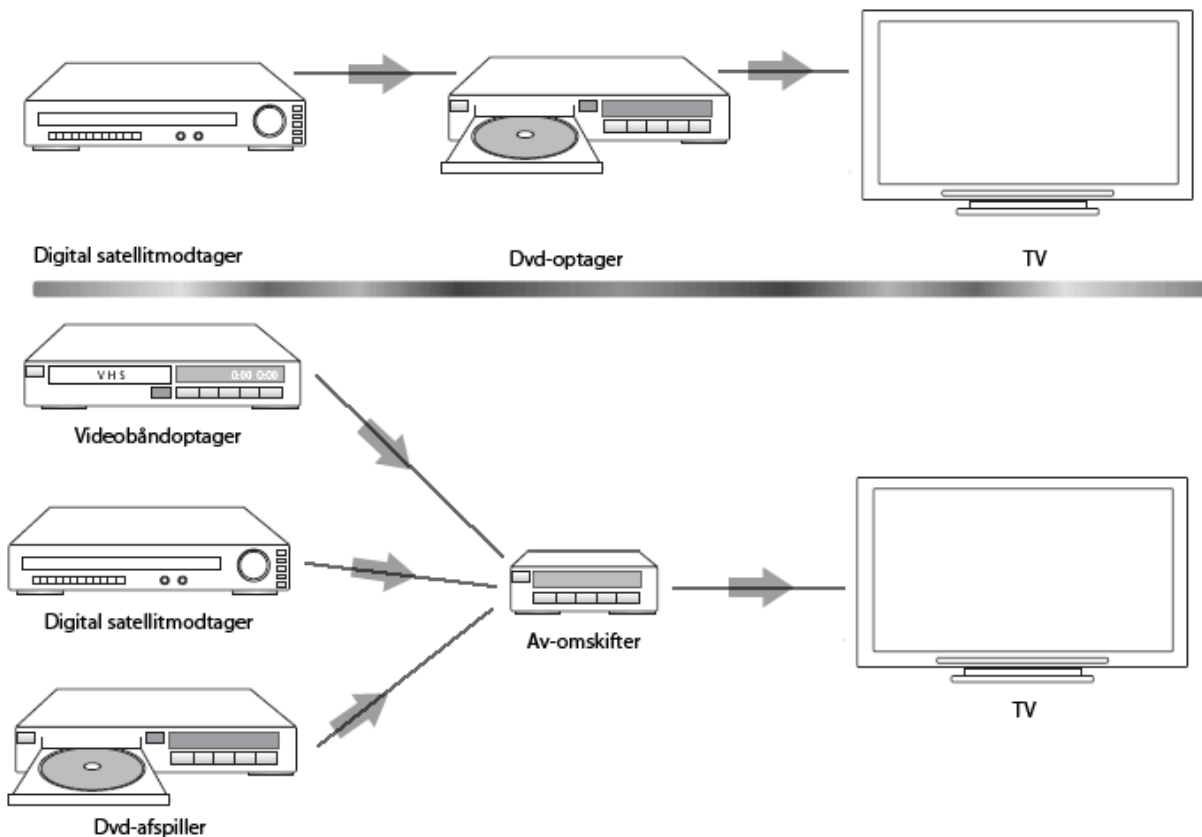 Digital satellitmodtager
Dvd-optager
TV
VHS
0:00 0:00
Videobåndoptager
Digital satellitmodtager
Av-omskifter
TV
Dvd-afspiller